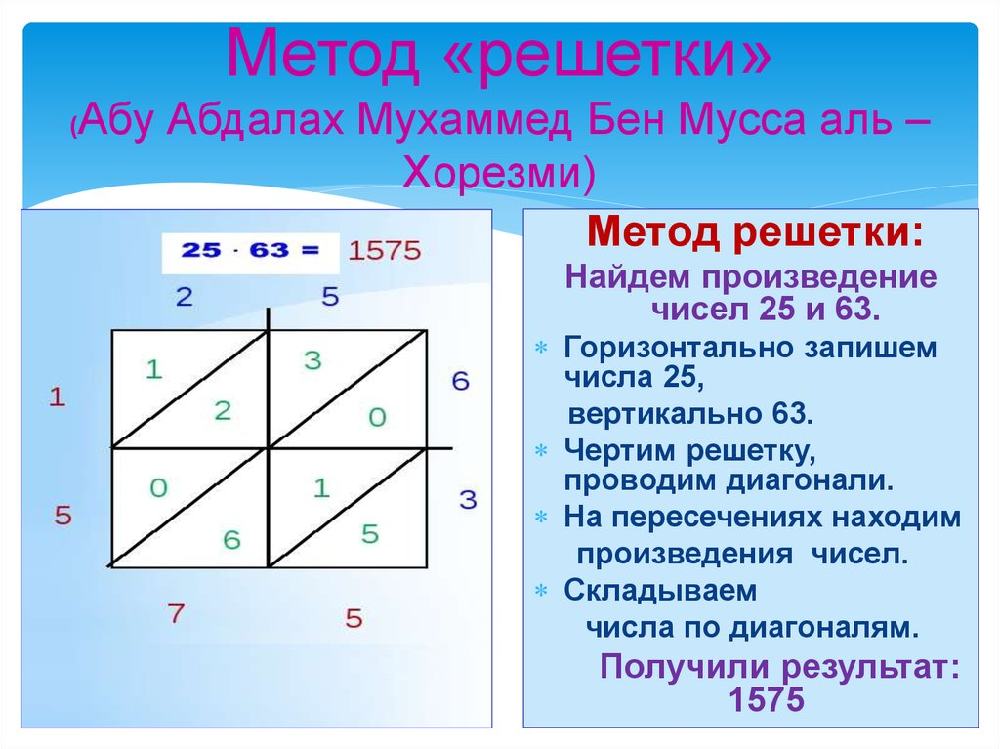 Метод «решетки»
(Абу Абдалах Мухаммед Бен Мусса аль –
Хорезми)
25 · 63 = 1575
2 5
1 3
1 2 0 6
0 1
5 6 5 3
7 5
Метод решетки:
Найдем произведение
чисел 25 и 63.
* Горизонтально запишем
числа 25,
вертикально 63.
* Чертим решетку,
проводим диагонали.
* На пересечениях находим
произведения чисел.
* Складываем
числа по диагоналям.
Получили результат:
1575